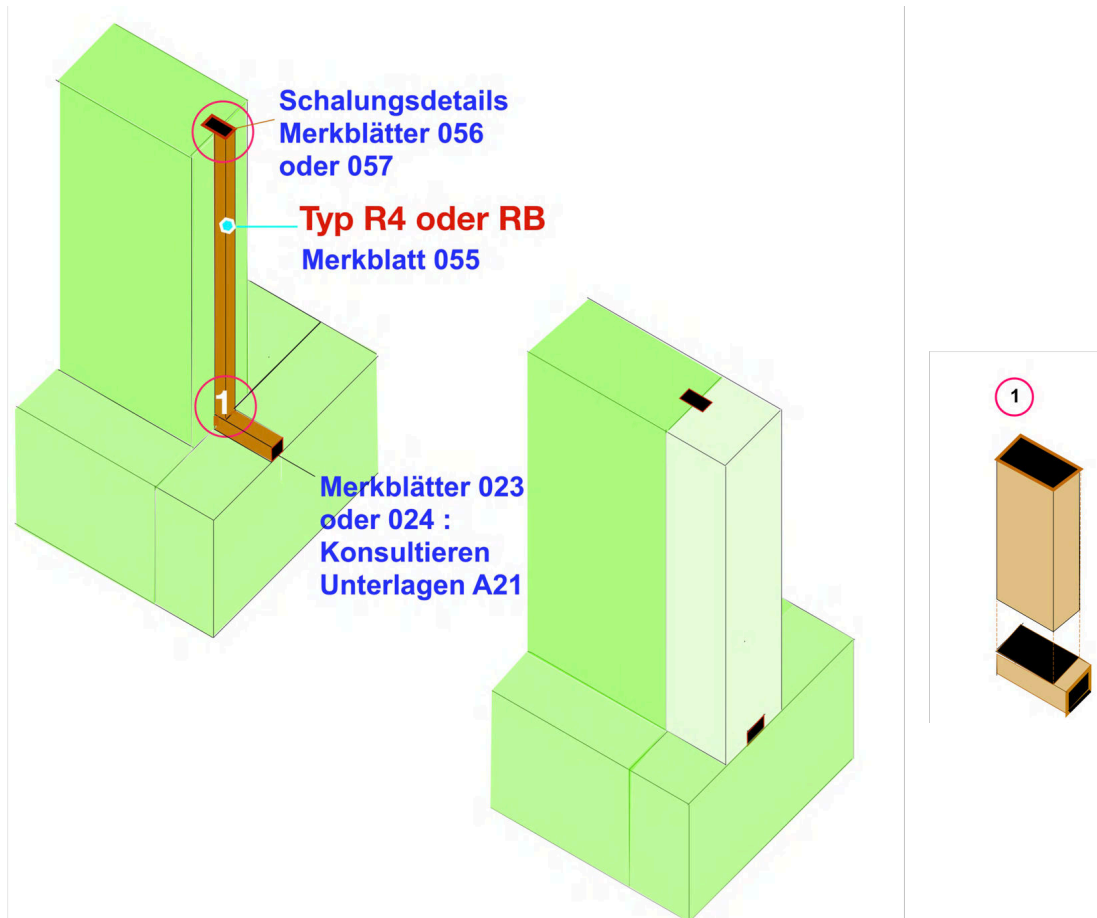 Schalungsdetails
Merkblätter 056
oder 057
Typ R4 oder RB
Merkblatt 055
1
Merkblätter 023
oder 024 :
Konsultieren
Unterlagen A21
1